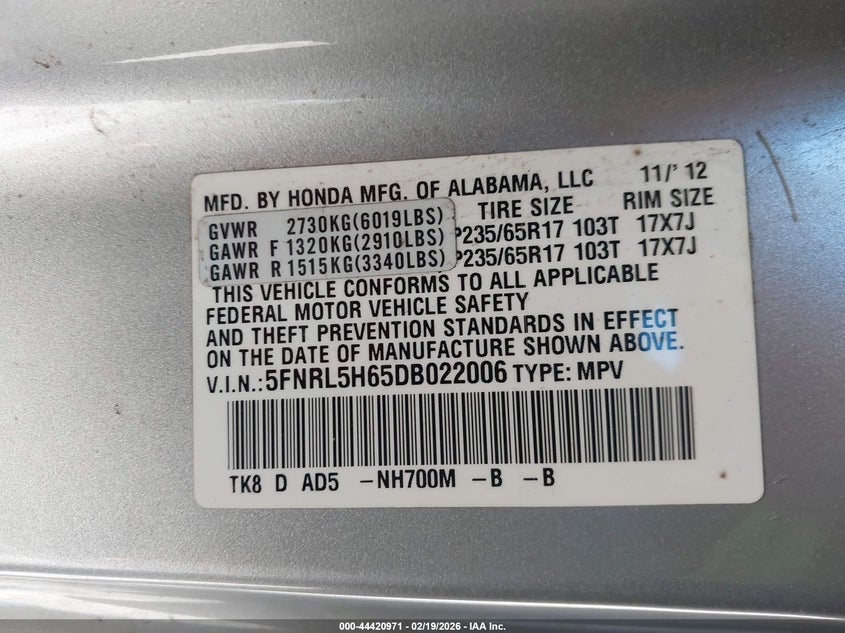 MFD. BY HONDA MFG. OF ALABAMA, LLC 11/'12
GVWR 2730KG(6019LBS) TIRE SIZE RIM SIZE
GAWR F 1320KG(2910LBS) P235/65R17 103T 17X7J
GAWR R 1515KG(3340LBS) P235/65R17 103T 17X7J
THIS VEHICLE CONFORMS TO ALL APPLICABLE
FEDERAL MOTOR VEHICLE SAFETY
AND THEFT PREVENTION STANDARDS IN EFFECT
ON THE DATE OF MANUFACTURE SHOWN ABOVE.
V.I.N.: 5FNRL5H65DB022006 TYPE: MPV
TK8 D AD5 -NH700M -B -B
000-44420971 - 02/19/2026 - IAA Inc.